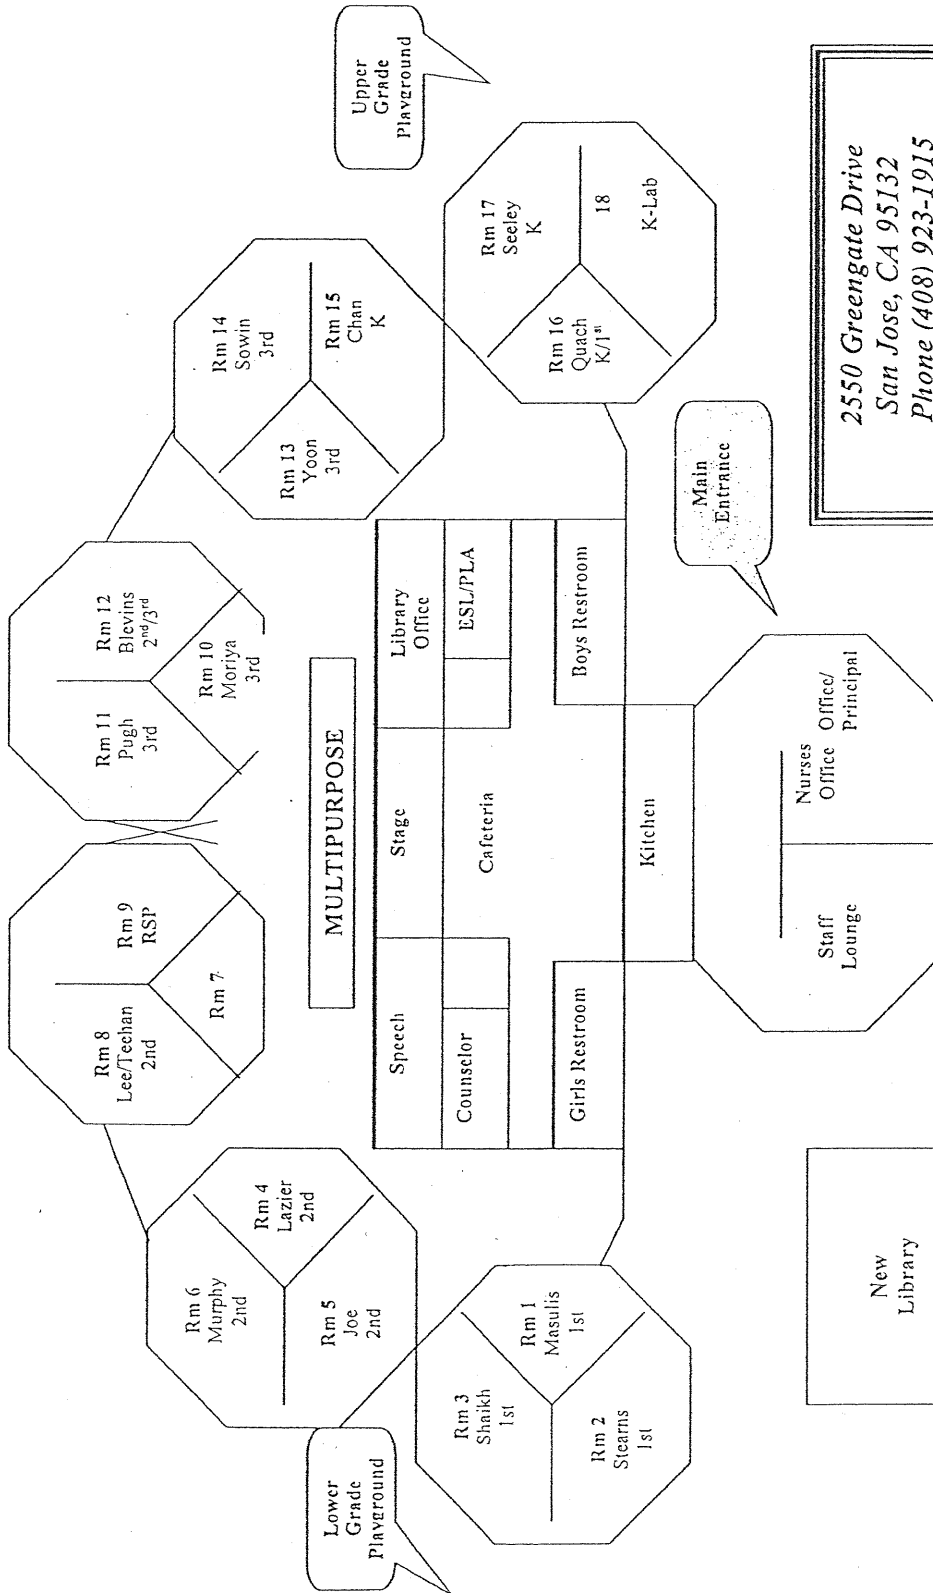 Lower
Grade
Playground
Upper
Grade
Playground
Rm 1
Masulis
1st
Rm 2
Stearns
1st
Rm 3
Shaikh
1st
Rm 4
Lazier
2nd
Rm 5
Joe
2nd
Rm 6
Murphy
2nd
Rm 7
Rm 8
Lee/Teehan
2nd
Rm 9
RSP
Rm 11
Pugh
3rd
Rm 12
Blevins
2nd/3rd
Rm 10
Moriya
3rd
Rm 14
Sowin
3rd
Rm 13
Yoon
3rd
Rm 15
Chan
K
Rm 17
Seeley
K
Rm 16
Quach
K/1st
18
K-Lab
MULTIPURPOSE
Speech
Stage
Library
Office
Counselor
Cafeteria
ESL/PLA
Girls Restroom
Boys Restroom
Kitchen
Main
Entrance
Staff
Lounge
Nurses
Office
Office/
Principal
New
Library
2550 Greengate Drive
San Jose, CA 95132
Phone (408) 923-1915